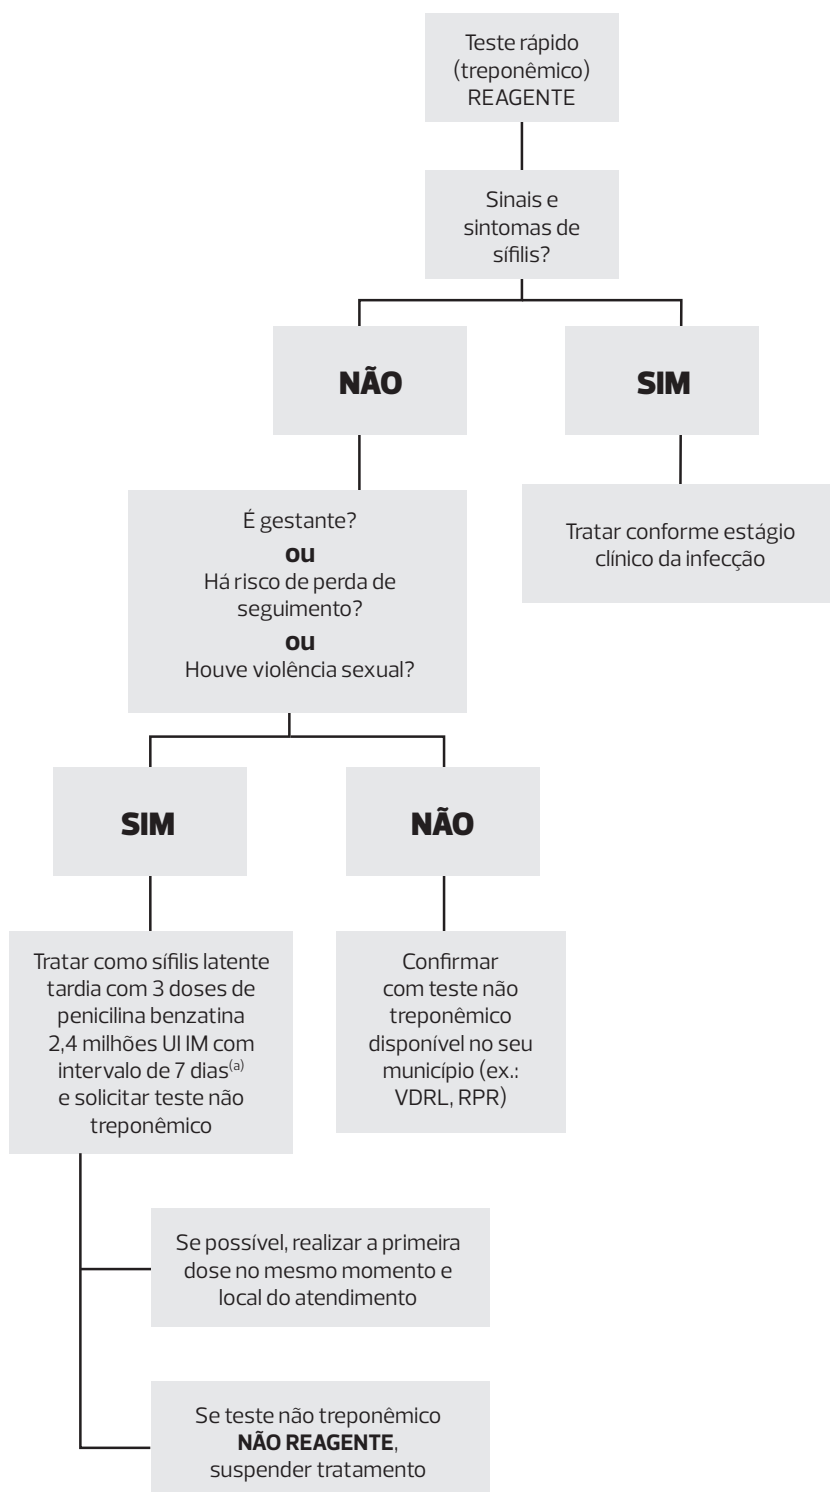 Teste rápido
(treponêmico)
REAGENTE
Sinais e
sintomas de
sífilis?
NÃO
SIM
É gestante?
ou
Há risco de perda de
seguimento?
ou
Houve violência sexual?
Tratar conforme estágio
clínico da infecção
SIM
NÃO
Tratar como sífilis latente
tardia com 3 doses de
penicilina benzatina
2,4 milhões UI IM com
intervalo de 7 dias(a)
e solicitar teste não
treponêmico
Confirmar
com teste não
treponêmico
disponível no seu
município (ex.:
VDRL, RPR)
Se possível, realizar a primeira
dose no mesmo momento e
local do atendimento
Se teste não treponêmico
NÃO REAGENTE,
suspender tratamento